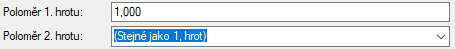 Poloměr 1. hrotu: 1,000
Poloměr 2. hrotu: (Stejné jako 1, hrot)